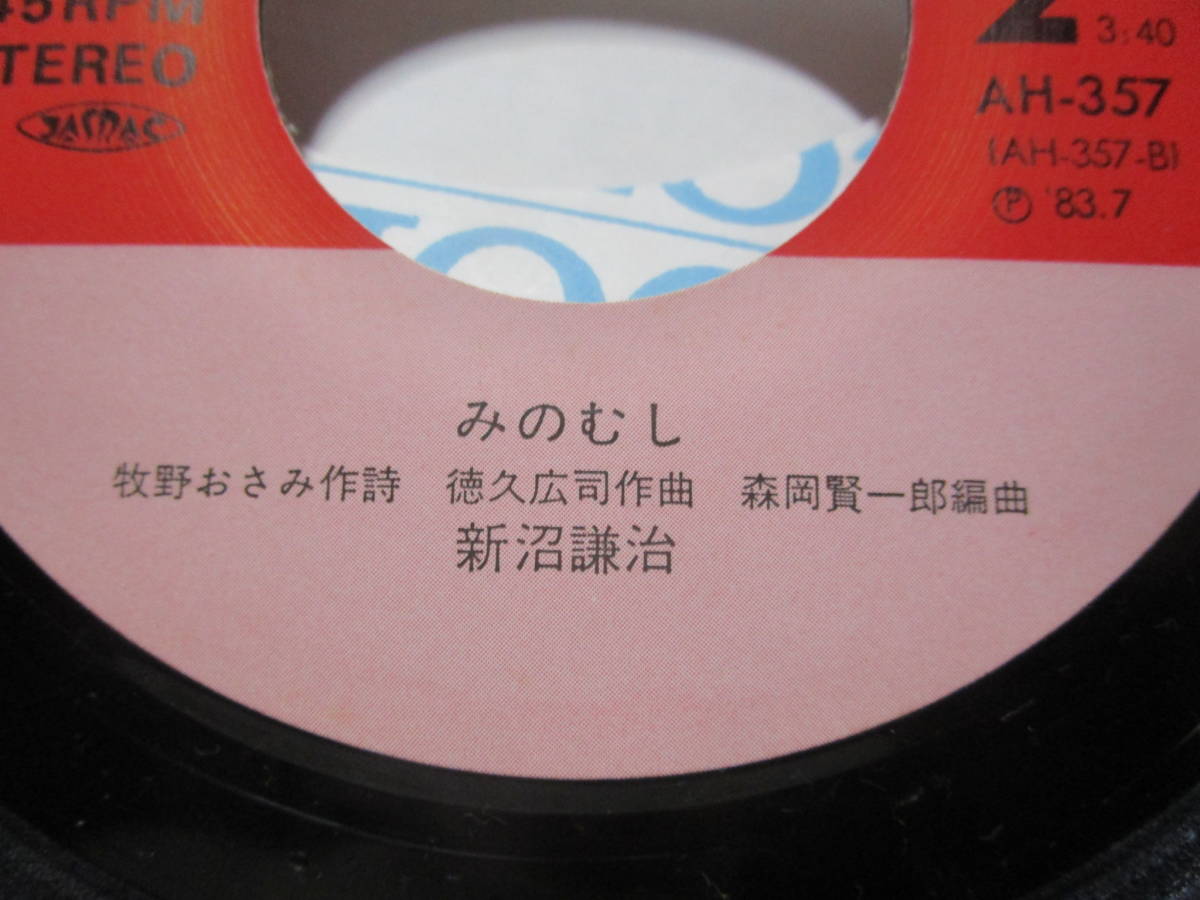 45 RPM
STEREO
JASRAC
2
3:40
AH-357
(AH-357-B)
Ⓟ '83.7
みのむし
牧野おさみ作詩 徳久広司作曲 森岡賢一郎編曲
新沼謙治